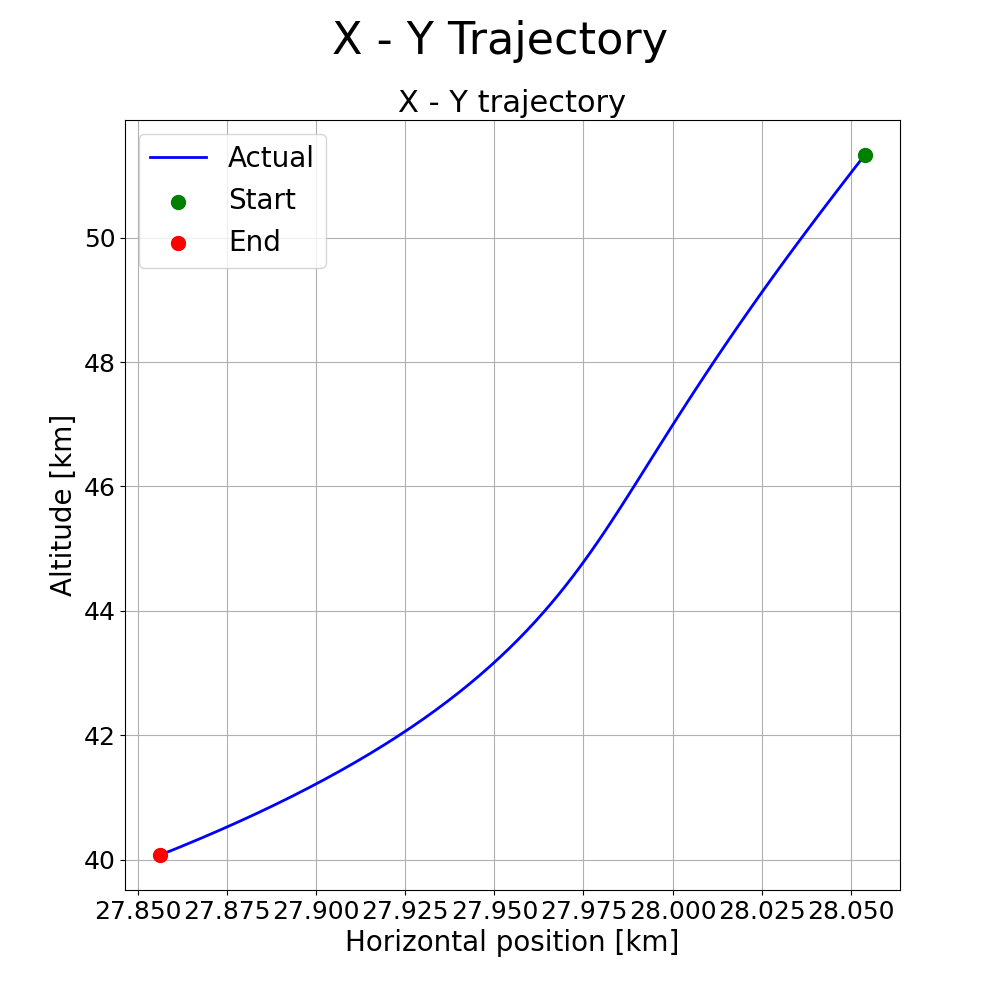 X - Y Trajectory
X - Y trajectory
Actual
Start
End
50
48
46
44
42
40
Altitude [km]
27.850 27.875 27.900 27.925 27.950 27.975 28.000 28.025 28.050
Horizontal position [km]